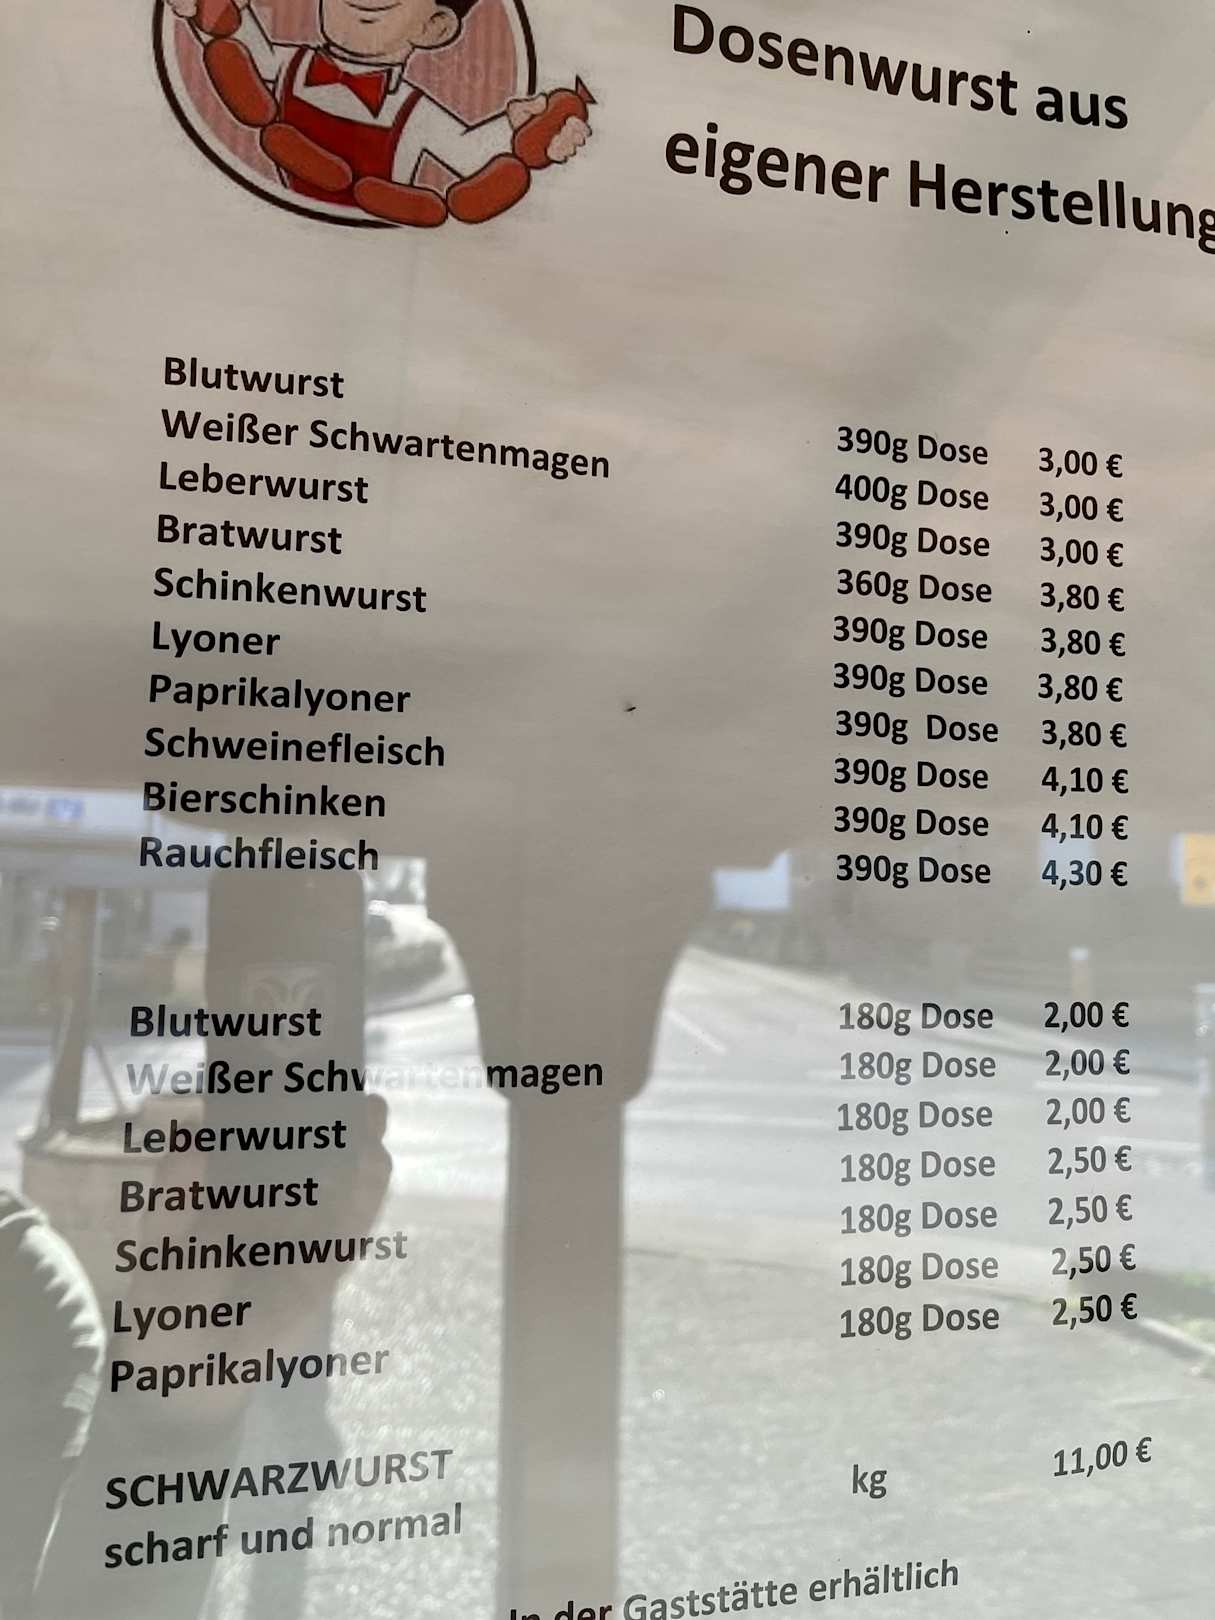 Dosenwurst aus
eigener Herstellung
Blutwurst 390g Dose 3,00 €
Weißer Schwartenmagen 400g Dose 3,00 €
Leberwurst 390g Dose 3,00 €
Bratwurst 360g Dose 3,80 €
Schinkenwurst 390g Dose 3,80 €
Lyoner 390g Dose 3,80 €
Paprikalyoner 390g Dose 3,80 €
Schweinefleisch 390g Dose 4,10 €
Bierschinken 390g Dose 4,10 €
Rauchfleisch 390g Dose 4,30 €
Blutwurst 180g Dose 2,00 €
Weißer Schwartenmagen 180g Dose 2,00 €
Leberwurst 180g Dose 2,00 €
Bratwurst 180g Dose 2,50 €
Schinkenwurst 180g Dose 2,50 €
Lyoner 180g Dose 2,50 €
Paprikalyoner 180g Dose 2,50 €
SCHWARZWURST kg 11,00 €
scharf und normal
In der Gaststätte erhältlich